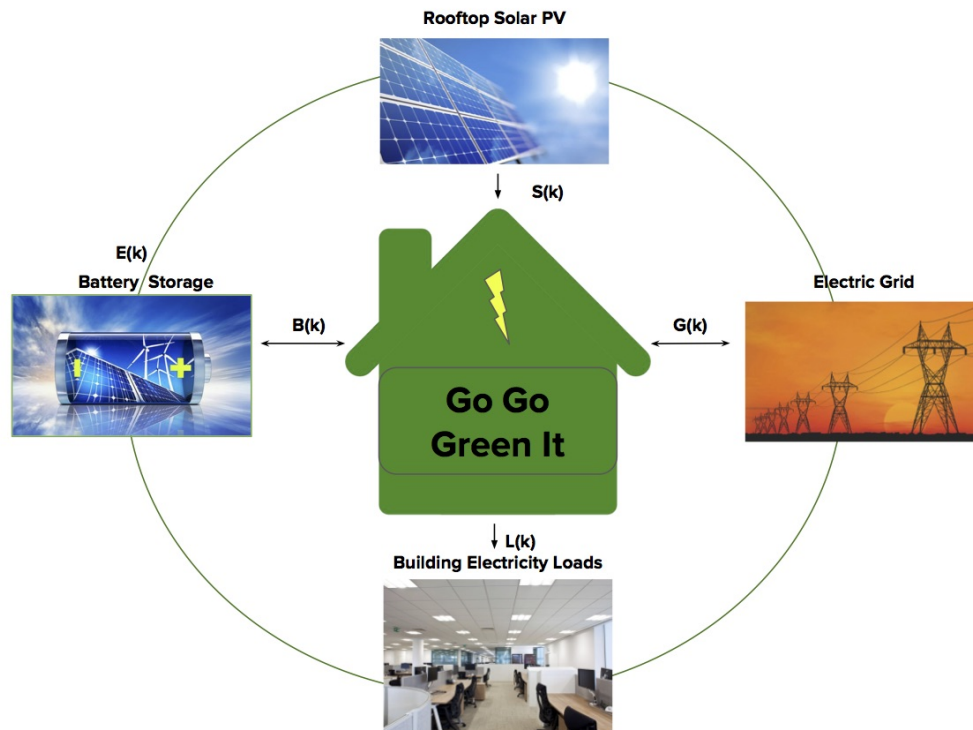 Rooftop Solar PV
S(k)
E(k)
Battery Storage
Electric Grid
B(k)
G(k)
Go Go
Green It
L(k)
Building Electricity Loads